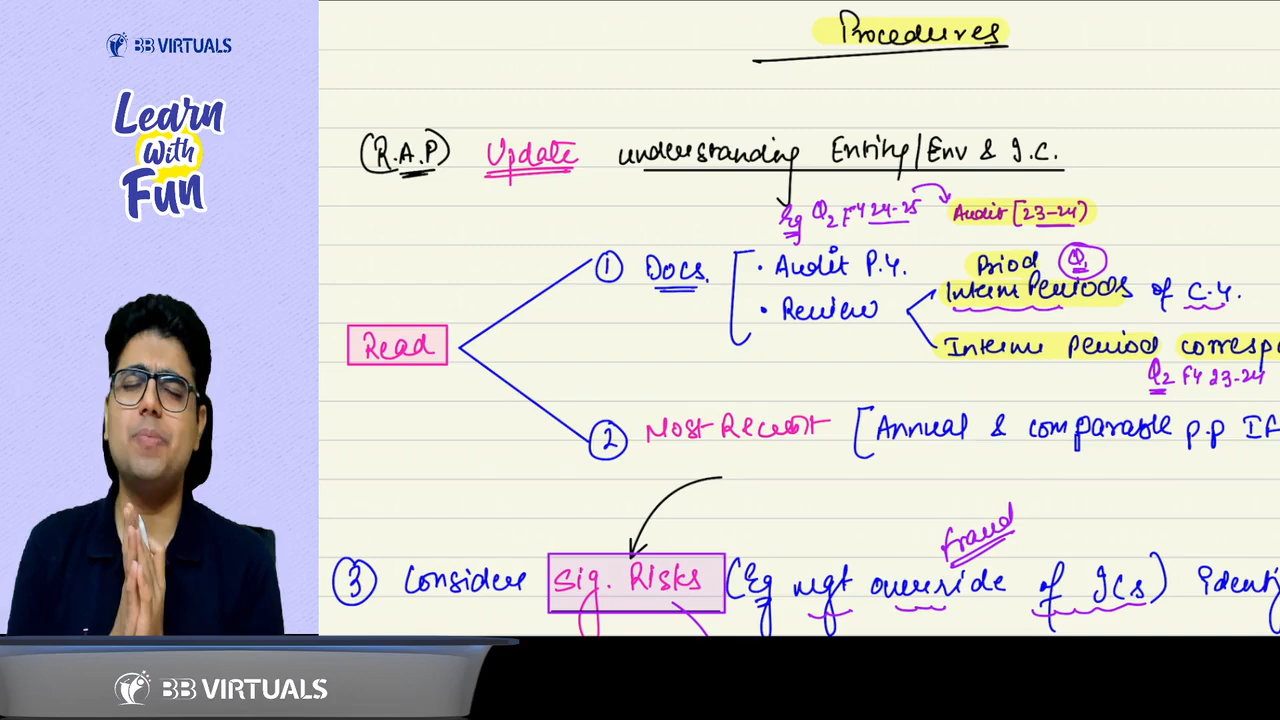 BB VIRTUALS
Learn
With
Fun
Procedures
(R.A.P) Update understanding Entity/Env & I.C.
Eg Q2 FY 24-25 Audit [23-24]
① Docs. • Audit P.Y. Priod Q1
• Review Interim Periods of C.Y.
Read
Interim Period corresp
Q2 FY 23-24
② Most Recent [Annual & comparable p.p IF
fraud
③ Consider Sig. Risks (Eg mgt override of ICs) identi
BB VIRTUALS